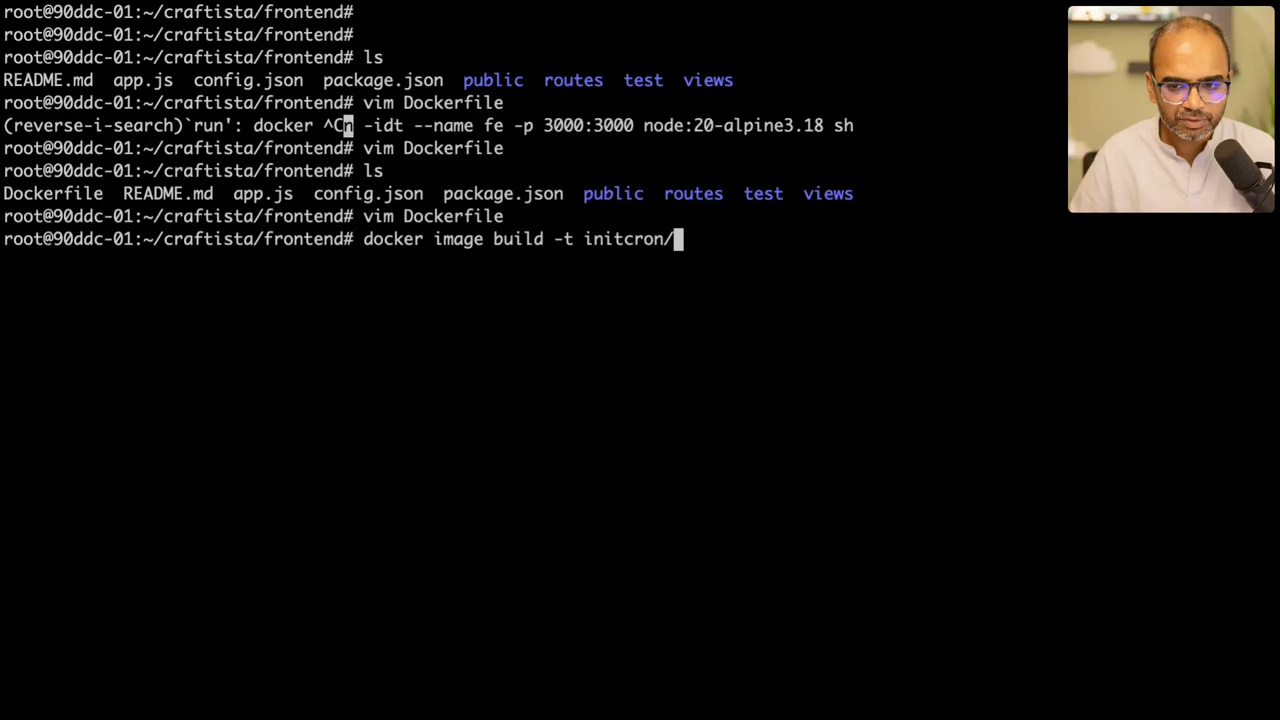 root@90ddc-01:~/craftista/frontend#
root@90ddc-01:~/craftista/frontend#
root@90ddc-01:~/craftista/frontend# ls
README.md app.js config.json package.json public routes test views
root@90ddc-01:~/craftista/frontend# vim Dockerfile
(reverse-i-search)`run': docker ^Cn -idt --name fe -p 3000:3000 node:20-alpine3.18 sh
root@90ddc-01:~/craftista/frontend# vim Dockerfile
root@90ddc-01:~/craftista/frontend# ls
Dockerfile README.md app.js config.json package.json public routes test views
root@90ddc-01:~/craftista/frontend# vim Dockerfile
root@90ddc-01:~/craftista/frontend# docker image build -t initcron/